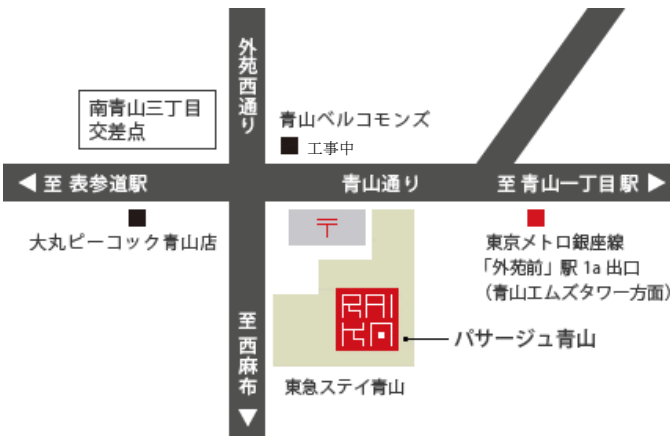 外苑西通り
南青山三丁目
交差点
青山ベルコモンズ
■ 工事中
◀ 至 表参道駅
青山通り
至 青山一丁目駅 ▶
〒
大丸ピーコック青山店
東京メトロ銀座線
「外苑前」駅 1a 出口
(青山エムズタワー方面)
RAI
KO
パサージュ青山
至 西麻布 ▼
東急ステイ青山